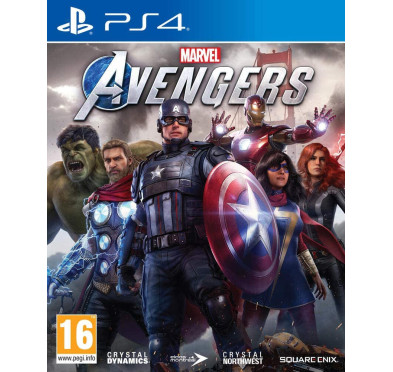 PS4
MARVEL
AVENGERS
A
16
www.pegi.info
CRYSTAL
DYNAMICS
CRYSTAL
NORTHWEST
SQUARE ENIX